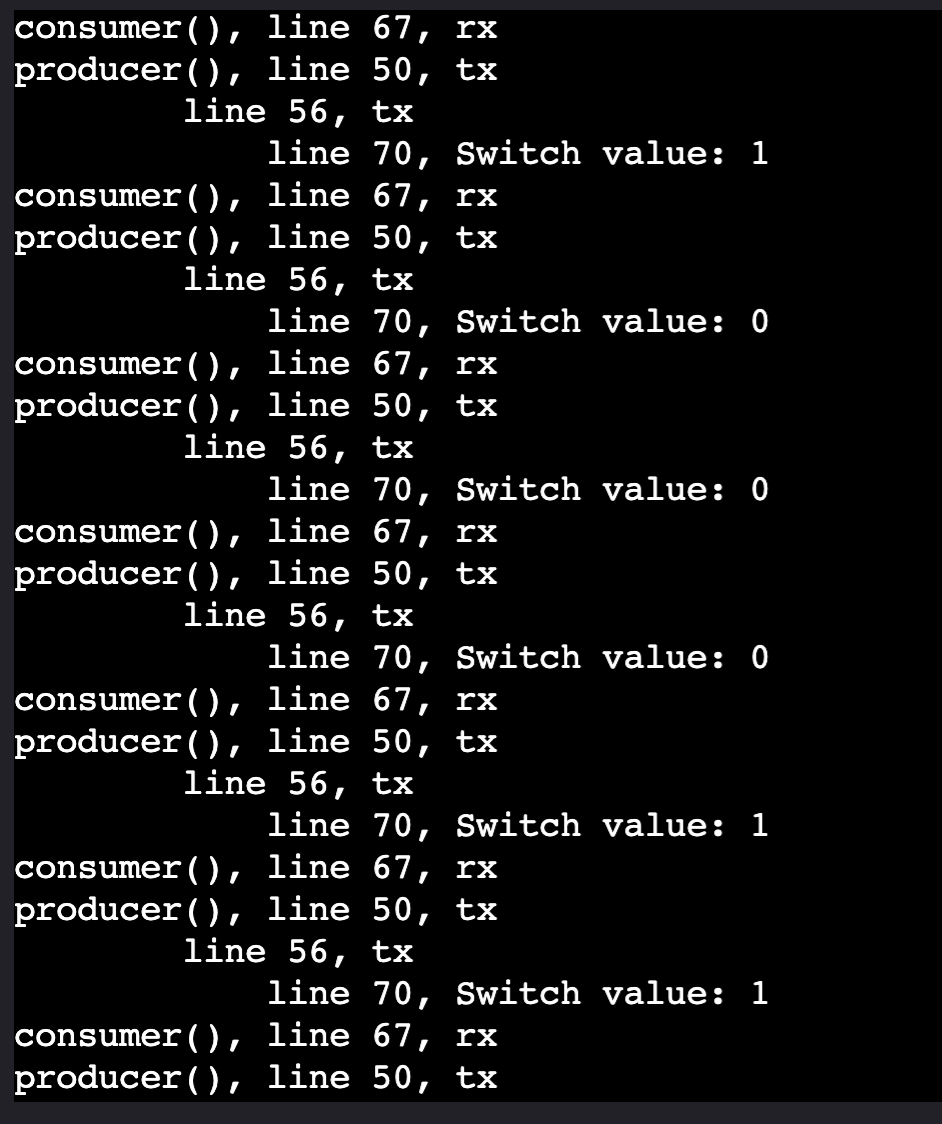 consumer(), line 67, rx
producer(), line 50, tx
        line 56, tx
            line 70, Switch value: 1
consumer(), line 67, rx
producer(), line 50, tx
        line 56, tx
            line 70, Switch value: 0
consumer(), line 67, rx
producer(), line 50, tx
        line 56, tx
            line 70, Switch value: 0
consumer(), line 67, rx
producer(), line 50, tx
        line 56, tx
            line 70, Switch value: 0
consumer(), line 67, rx
producer(), line 50, tx
        line 56, tx
            line 70, Switch value: 1
consumer(), line 67, rx
producer(), line 50, tx
        line 56, tx
            line 70, Switch value: 1
consumer(), line 67, rx
producer(), line 50, tx